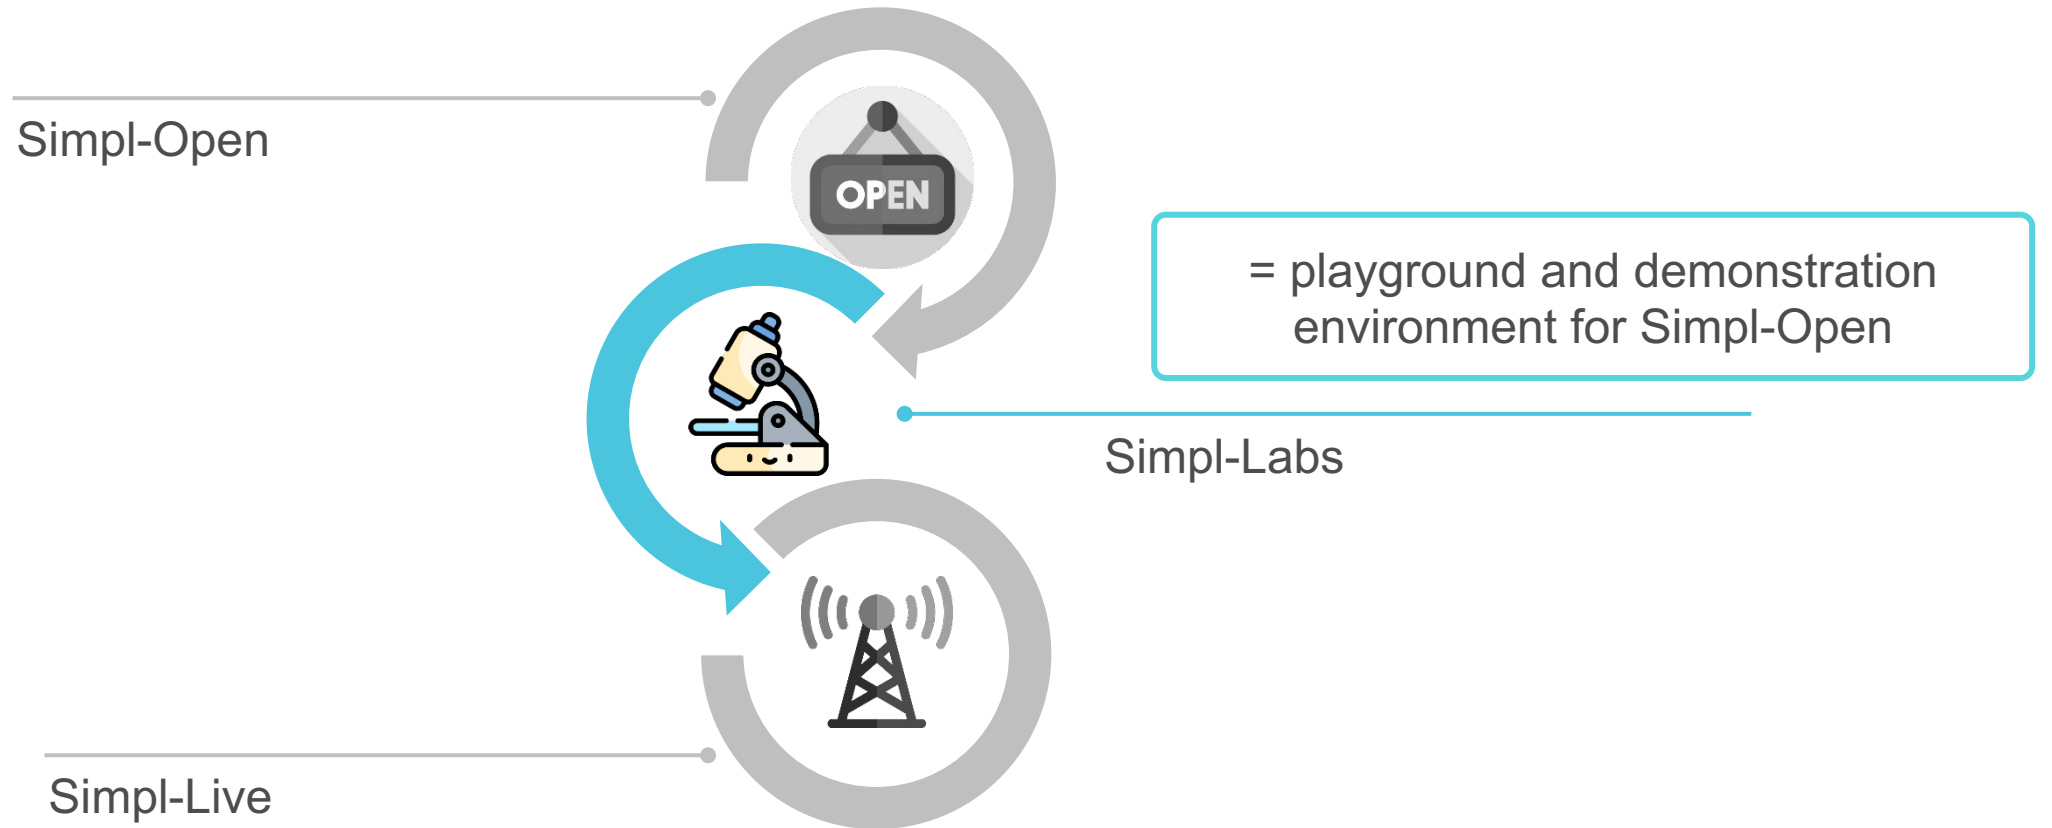 Simpl-Open
OPEN
= playground and demonstration
environment for Simpl-Open
Simpl-Labs
Simpl-Live